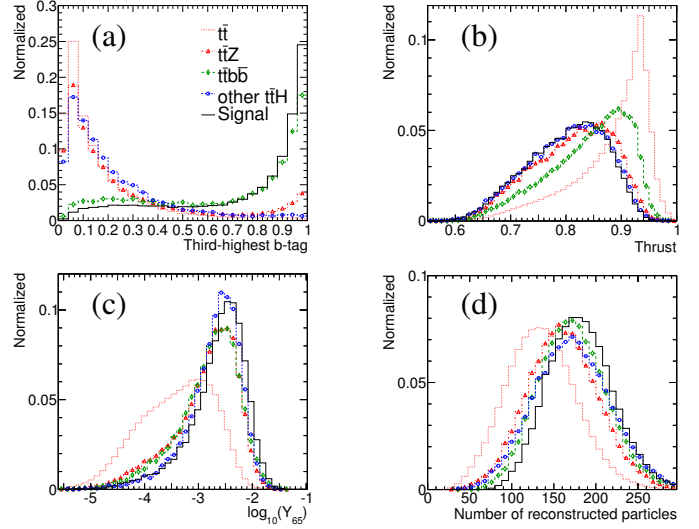 Normalized
0.3
0.25
0.2
0.15
0.1
0.05
0
(a)
tt̄
tt̄Z
tt̄bb̄
other tt̄H
Signal
0 0.1 0.2 0.3 0.4 0.5 0.6 0.7 0.8 0.9 1
Third-highest b-tag
Normalized
0.1
0.05
0
(b)
0.6 0.7 0.8 0.9 1
Thrust
Normalized
0.1
0.05
0
(c)
-5 -4 -3 -2 -1
log10(Y65)
Normalized
0.1
0.05
0
(d)
0 50 100 150 200 250
Number of reconstructed particles